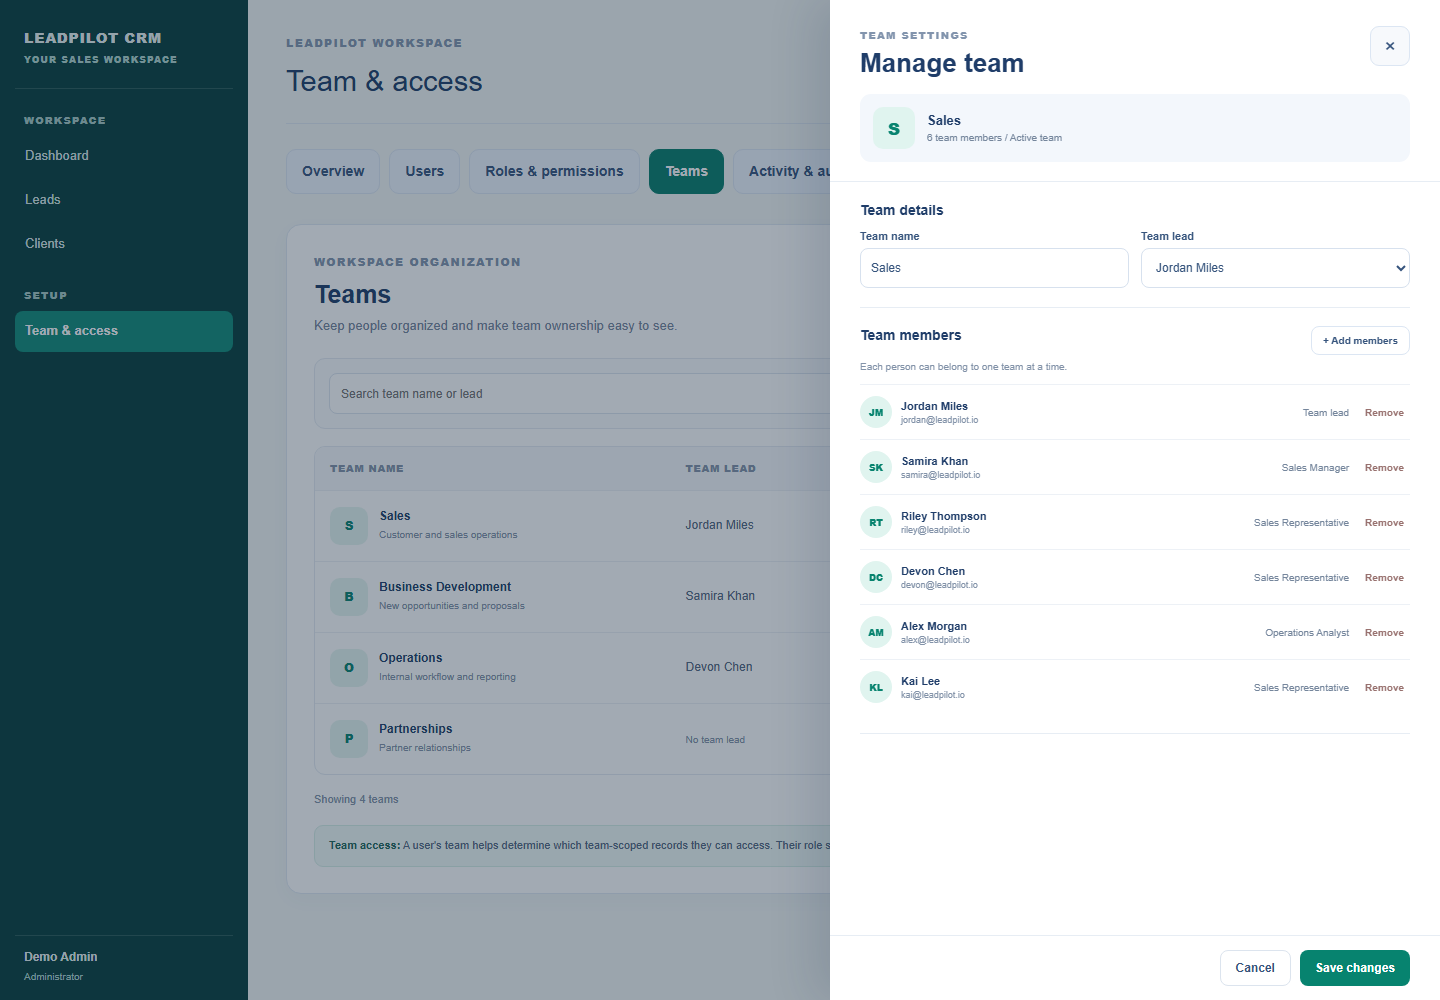 LEADPILOT CRM
YOUR SALES WORKSPACE
WORKSPACE
Dashboard
Leads
Clients
SETUP
Team & access
Demo Admin
Administrator
LEADPILOT WORKSPACE
Team & access
Overview
Users
Roles & permissions
Teams
Activity & au
WORKSPACE ORGANIZATION
Teams
Keep people organized and make team ownership easy to see.
Search team name or lead
TEAM NAME TEAM LEAD
S Sales Jordan Miles
Customer and sales operations
B Business Development Samira Khan
New opportunities and proposals
O Operations Devon Chen
Internal workflow and reporting
P Partnerships No team lead
Partner relationships
Showing 4 teams
Team access: A user's team helps determine which team-scoped records they can access. Their role s
TEAM SETTINGS
Manage team
×
S Sales
6 team members / Active team
Team details
Team name Team lead
Sales Jordan Miles
Team members
+ Add members
Each person can belong to one team at a time.
JM Jordan Miles Team lead Remove
jordan@leadpilot.io
SK Samira Khan Sales Manager Remove
samira@leadpilot.io
RT Riley Thompson Sales Representative Remove
riley@leadpilot.io
DC Devon Chen Sales Representative Remove
devon@leadpilot.io
AM Alex Morgan Operations Analyst Remove
alex@leadpilot.io
KL Kai Lee Sales Representative Remove
kai@leadpilot.io
Cancel Save changes